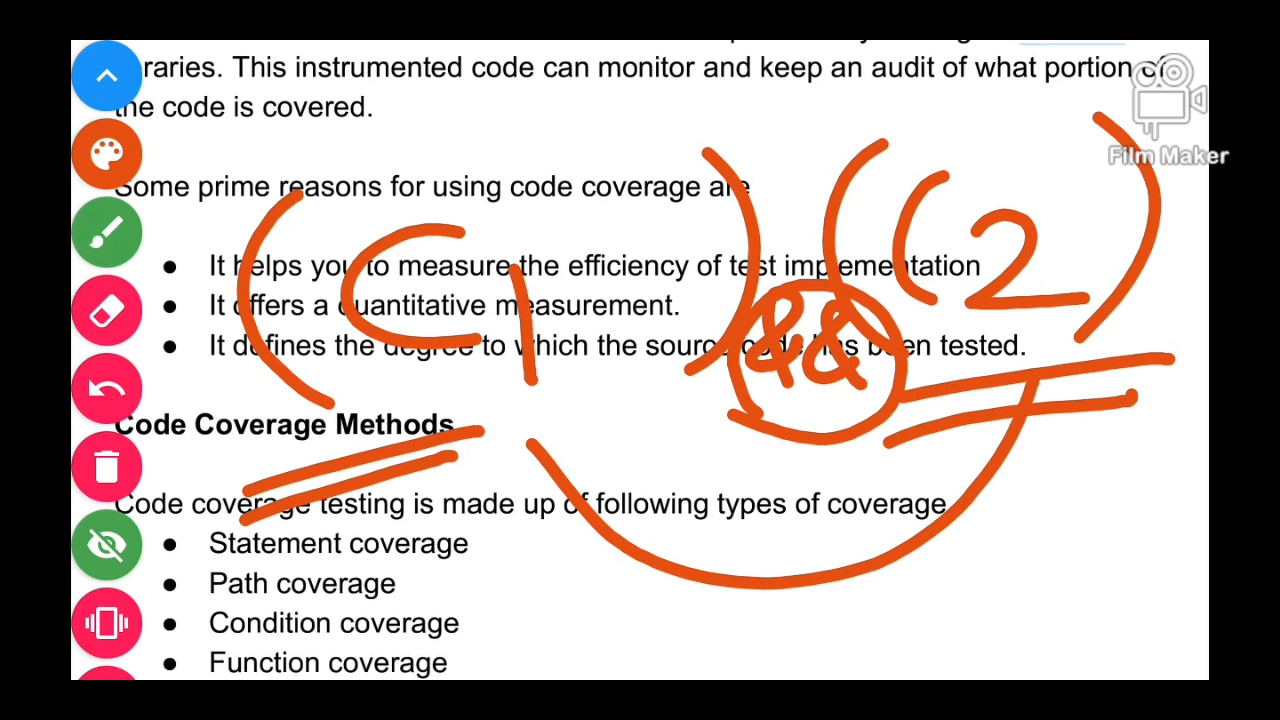 raries. This instrumented code can monitor and keep an audit of what portion of
the code is covered.
Film Maker
Some prime reasons for using code coverage are
(C1) && (C2)
● It helps you to measure the efficiency of test implementation
● It offers a quantitative measurement.
● It defines the degree to which the source code has been tested.
Code Coverage Methods
Code coverage testing is made up of following types of coverage
● Statement coverage
● Path coverage
● Condition coverage
● Function coverage